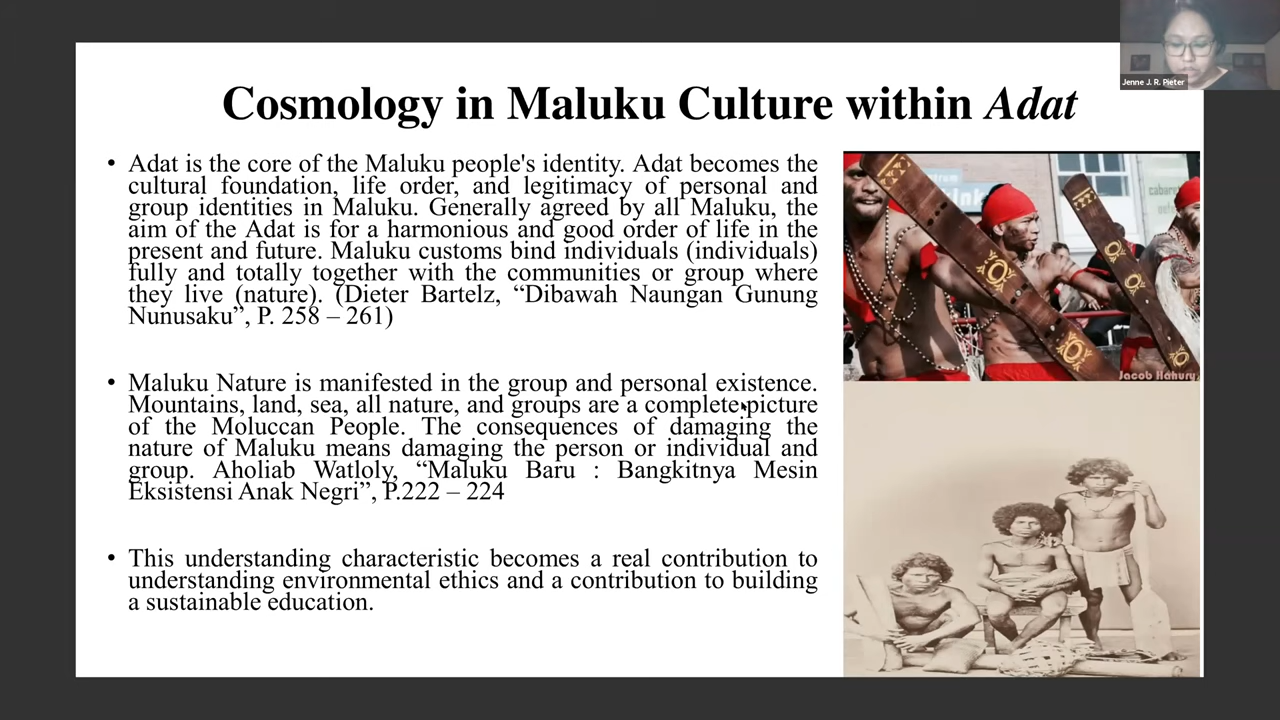 Jenne J. R. Pieter
Cosmology in Maluku Culture within Adat
• Adat is the core of the Maluku people's identity. Adat becomes the
cultural foundation, life order, and legitimacy of personal and
group identities in Maluku. Generally agreed by all Maluku, the
aim of the Adat is for a harmonious and good order of life in the
present and future. Maluku customs bind individuals (individuals)
fully and totally together with the communities or group where
they live (nature). (Dieter Bartelz, “Dibawah Naungan Gunung
Nunusaku”, P. 258 – 261)
• Maluku Nature is manifested in the group and personal existence.
Mountains, land, sea, all nature, and groups are a complete picture
of the Moluccan People. The consequences of damaging the
nature of Maluku means damaging the person or individual and
group. Aholiab Watloly, “Maluku Baru : Bangkitnya Mesin
Eksistensi Anak Negri”, P.222 – 224
• This understanding characteristic becomes a real contribution to
understanding environmental ethics and a contribution to building
a sustainable education.
Jacob Hahury